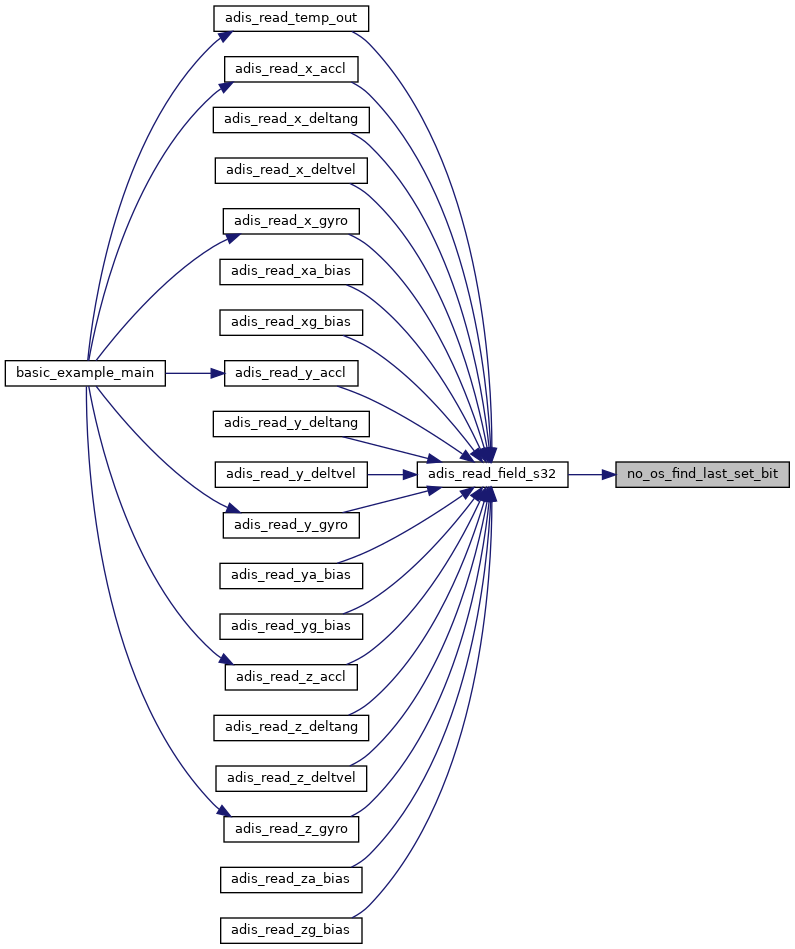 adis_read_temp_out
adis_read_x_accl
adis_read_x_deltang
adis_read_x_deltvel
adis_read_x_gyro
adis_read_xa_bias
adis_read_xg_bias
basic_example_main
adis_read_y_accl
adis_read_y_deltang
adis_read_y_deltvel
adis_read_field_s32
no_os_find_last_set_bit
adis_read_y_gyro
adis_read_ya_bias
adis_read_yg_bias
adis_read_z_accl
adis_read_z_deltang
adis_read_z_deltvel
adis_read_z_gyro
adis_read_za_bias
adis_read_zg_bias